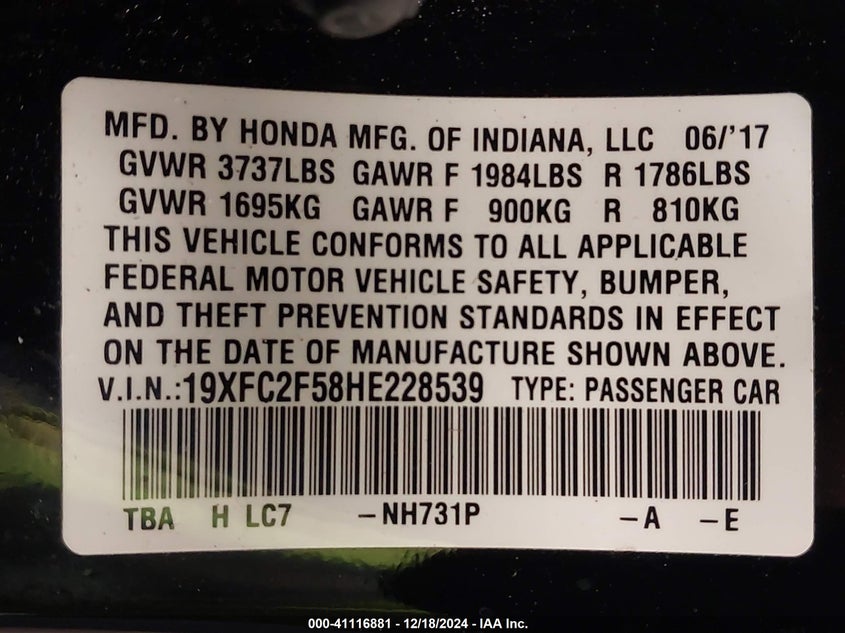 MFD. BY HONDA MFG. OF INDIANA, LLC 06/'17
GVWR 3737LBS GAWR F 1984LBS R 1786LBS
GVWR 1695KG GAWR F 900KG R 810KG
THIS VEHICLE CONFORMS TO ALL APPLICABLE
FEDERAL MOTOR VEHICLE SAFETY, BUMPER,
AND THEFT PREVENTION STANDARDS IN EFFECT
ON THE DATE OF MANUFACTURE SHOWN ABOVE.
V.I.N.:19XFC2F58HE228539 TYPE: PASSENGER CAR
TBA H LC7 –NH731P –A –E
000-41116881 - 12/18/2024 - IAA Inc.